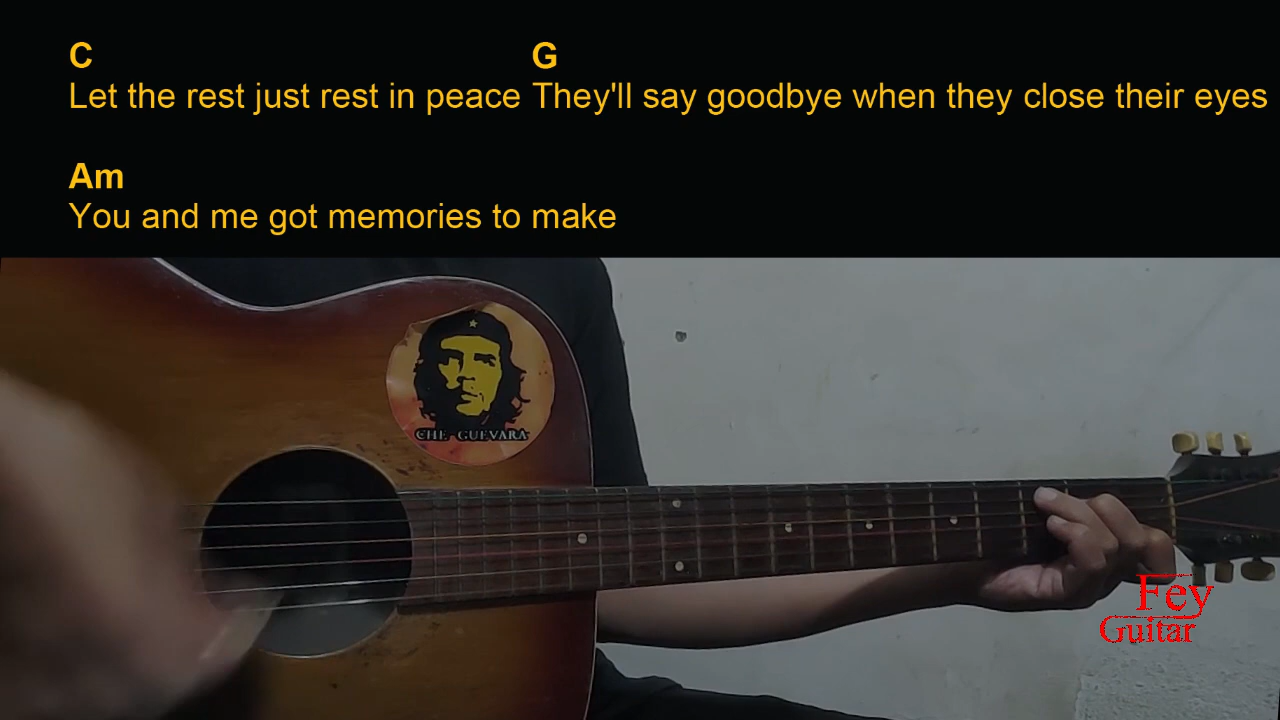 C G
Let the rest just rest in peace They'll say goodbye when they close their eyes
Am
You and me got memories to make
CHE GUEVARA
Fey
Guitar